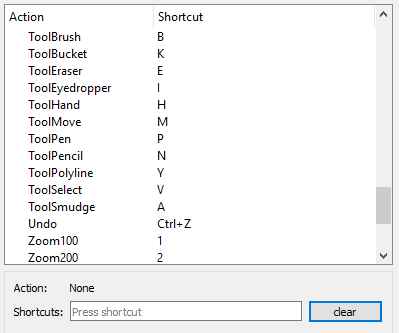 Action Shortcut
ToolBrush B
ToolBucket K
ToolEraser E
ToolEyedropper I
ToolHand H
ToolMove M
ToolPen P
ToolPencil N
ToolPolyline Y
ToolSelect V
ToolSmudge A
Undo Ctrl+Z
Zoom100 1
Zoom200 2
Action: None
Shortcuts: Press shortcut clear